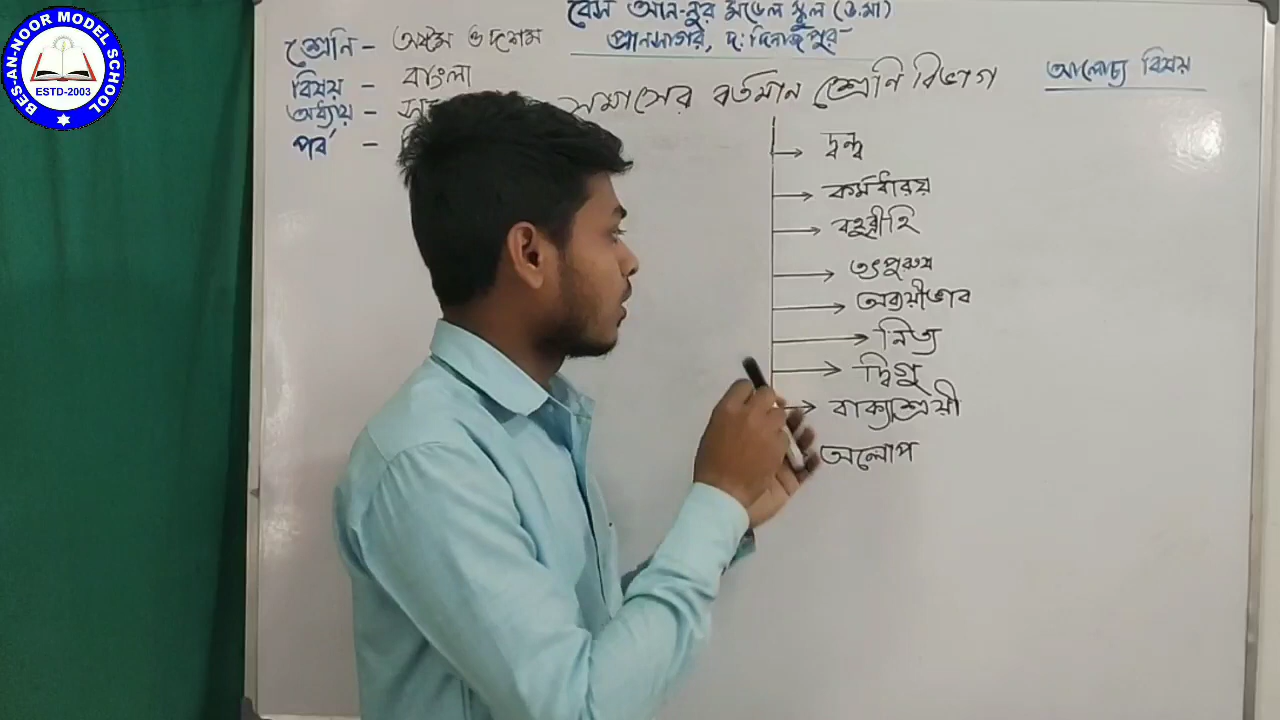 BES AN-NOOR MODEL SCHOOL
ESTD-2003
বেস আন-নুর মডেল স্কুল (উ.মা)
প্রানসাগর, দ: দিনাজপুর
শ্রেনি - অষ্টম ও দশম
বিষয় - বাংলা
অধ্যায় -
পর্ব -
সমাসের বর্তমান শ্রেনি বিভাগ
আলোচ্য বিষয়
দ্বন্দ্ব
কর্মধারয়
বহুব্রীহি
তৎপুরুষ
অব্যয়ীভাব
নিত্য
দ্বিগু
বাক্যাশ্রয়ী
অলোপ